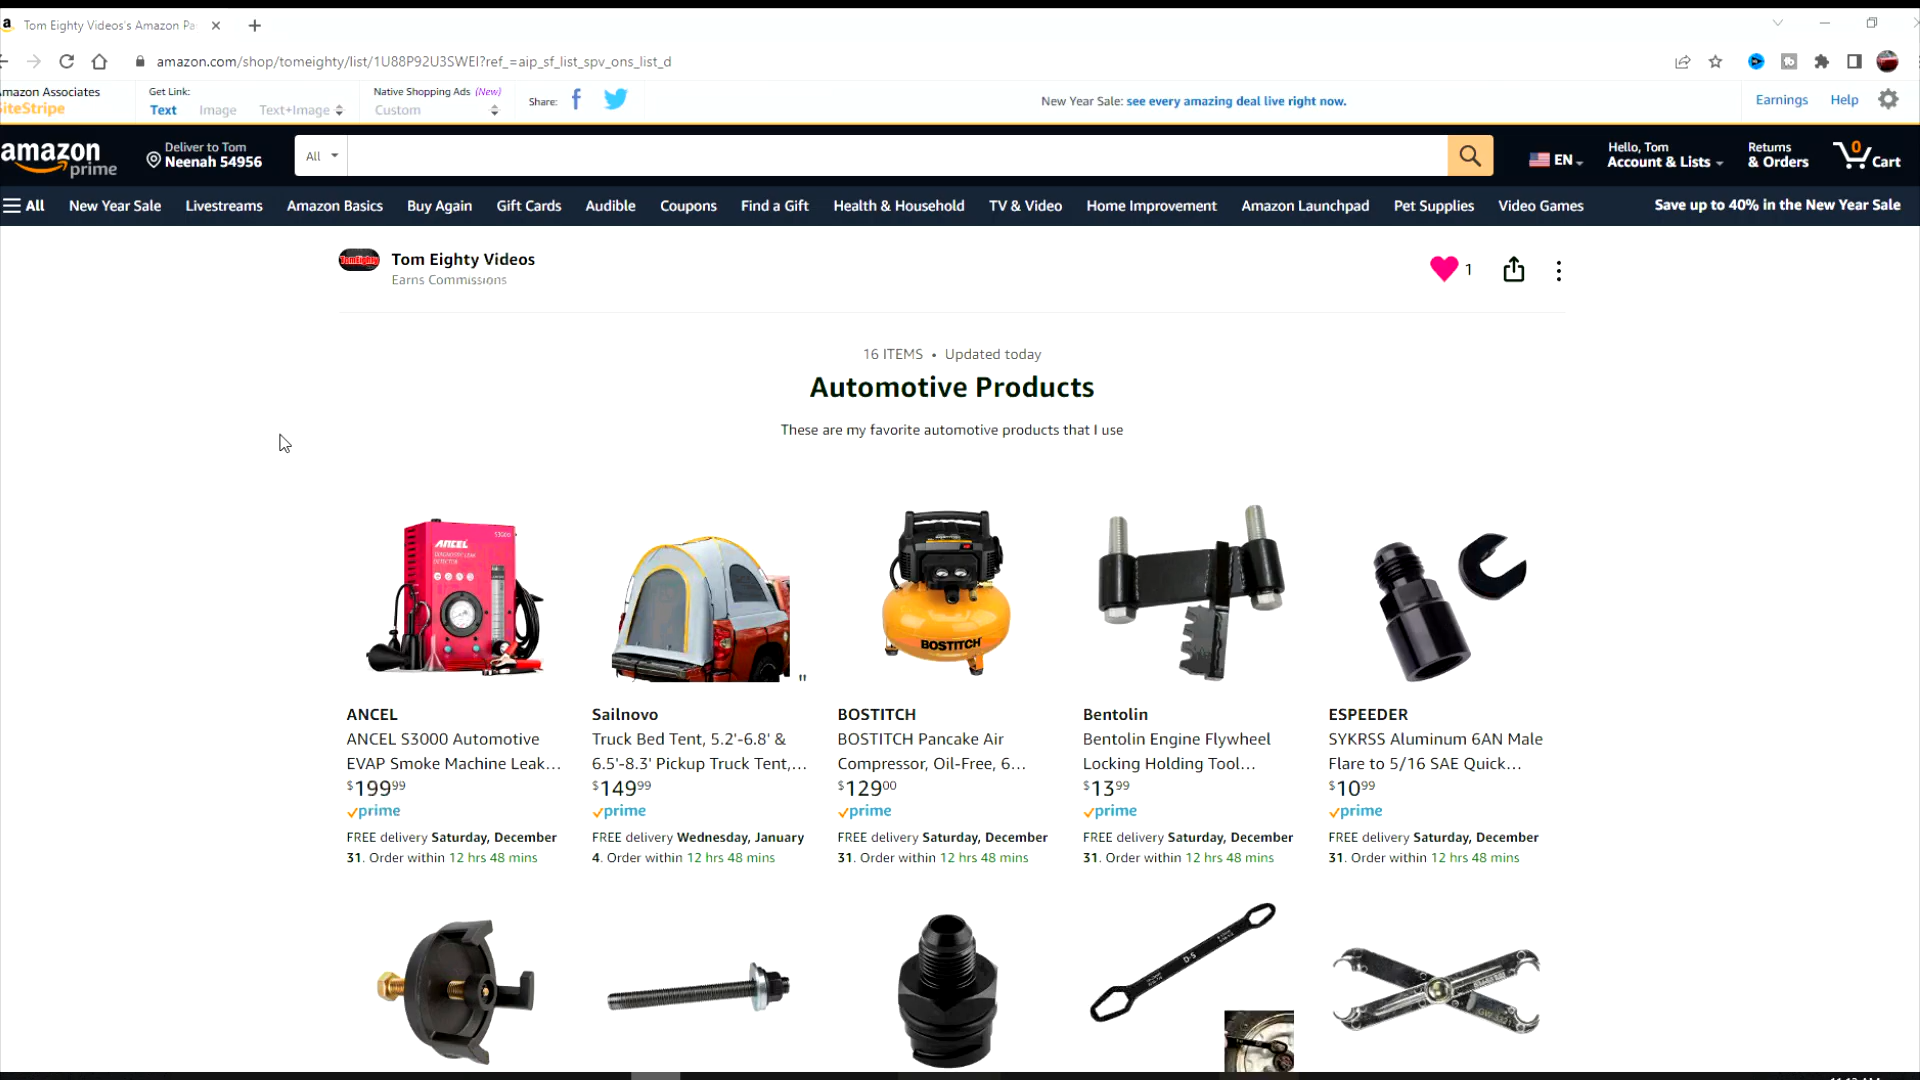 Tom Eighty Videos's Amazon Pa
amazon.com/shop/tomeighty/list/1U88P92U3SWEI?ref_=aip_sf_list_spv_ons_list_d
mazon Associates
SiteStripe
Get Link:
Text Image Text+Image
Native Shopping Ads (New)
Custom
Share:
New Year Sale: see every amazing deal live right now.
Earnings Help
amazon prime
Deliver to Tom
Neenah 54956
All
EN
Hello, Tom
Account & Lists
Returns
& Orders
0
Cart
All New Year Sale Livestreams Amazon Basics Buy Again Gift Cards Audible Coupons Find a Gift Health & Household TV & Video Home Improvement Amazon Launchpad Pet Supplies Video Games Save up to 40% in the New Year Sale
TomEighty
Tom Eighty Videos
Earns Commissions
1
16 ITEMS • Updated today
Automotive Products
These are my favorite automotive products that I use
ANCEL
S3000
BOSTITCH
"
ANCEL
ANCEL S3000 Automotive
EVAP Smoke Machine Leak...
$19999
prime
FREE delivery Saturday, December
31. Order within 12 hrs 48 mins
Sailnovo
Truck Bed Tent, 5.2'-6.8' &
6.5'-8.3' Pickup Truck Tent,...
$14999
prime
FREE delivery Wednesday, January
4. Order within 12 hrs 48 mins
BOSTITCH
BOSTITCH Pancake Air
Compressor, Oil-Free, 6...
$12900
prime
FREE delivery Saturday, December
31. Order within 12 hrs 48 mins
Bentolin
Bentolin Engine Flywheel
Locking Holding Tool...
$1399
prime
FREE delivery Saturday, December
31. Order within 12 hrs 48 mins
ESPEEDER
SYKRSS Aluminum 6AN Male
Flare to 5/16 SAE Quick...
$1099
prime
FREE delivery Saturday, December
31. Order within 12 hrs 48 mins